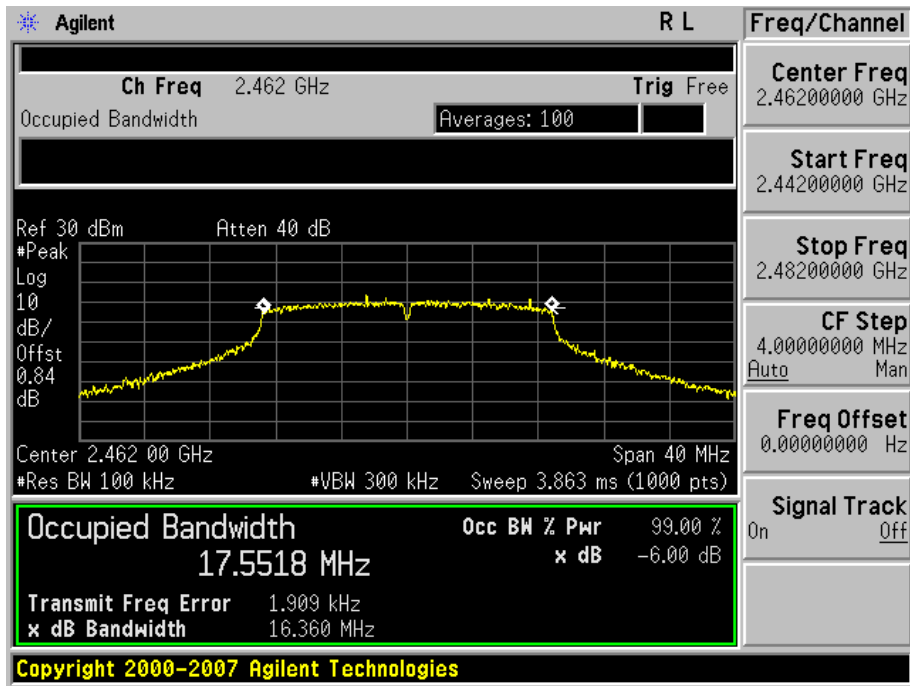 Agilent R L
Ch Freq 2.462 GHz Trig Free
Occupied Bandwidth Averages: 100
Ref 30 dBm Atten 40 dB
#Peak
Log
10
dB/
Offst
0.84
dB
Center 2.462 00 GHz Span 40 MHz
#Res BW 100 kHz #VBW 300 kHz Sweep 3.863 ms (1000 pts)
Occupied Bandwidth Occ BW % Pwr 99.00 %
17.5518 MHz x dB -6.00 dB
Transmit Freq Error 1.909 kHz
x dB Bandwidth 16.360 MHz
Copyright 2000-2007 Agilent Technologies
Freq/Channel
Center Freq
2.46200000 GHz
Start Freq
2.44200000 GHz
Stop Freq
2.48200000 GHz
CF Step
4.00000000 MHz
Auto Man
Freq Offset
0.00000000 Hz
Signal Track
On Off